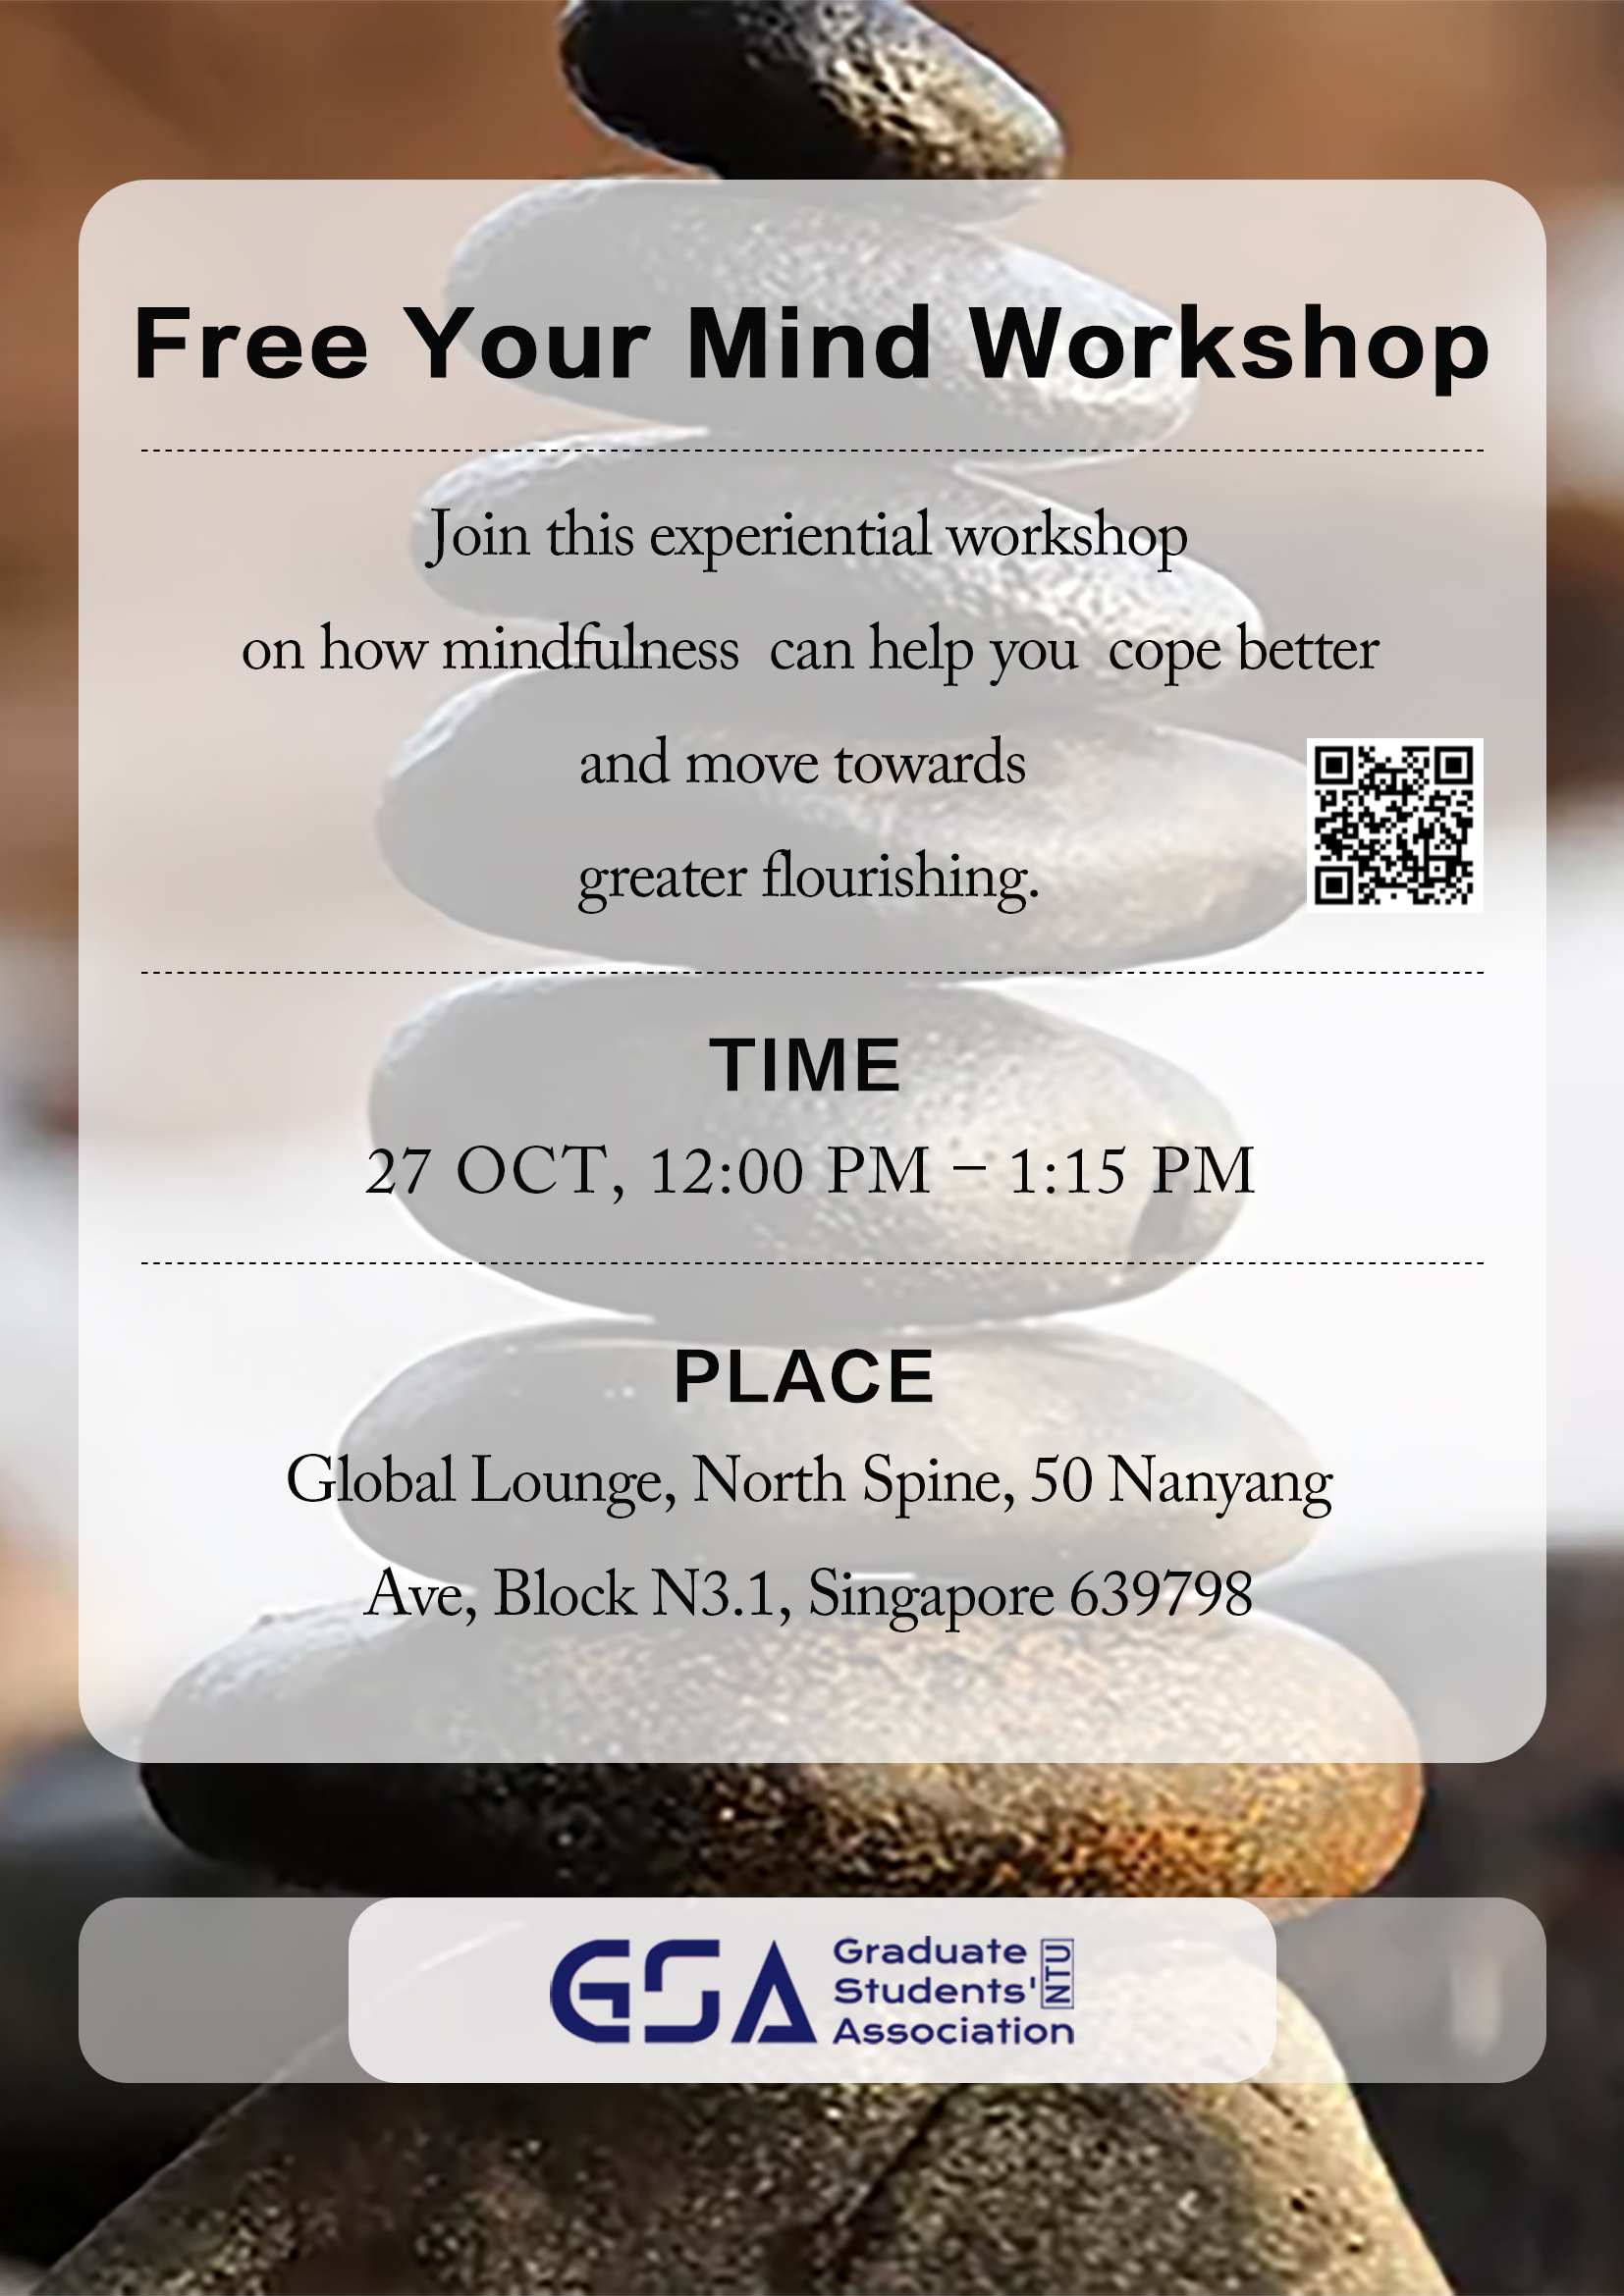 Free Your Mind Workshop
Join this experiential workshop
on how mindfulness can help you cope better
and move towards
greater flourishing.
TIME
27 OCT, 12:00 PM – 1:15 PM
PLACE
Global Lounge, North Spine, 50 Nanyang
Ave, Block N3.1, Singapore 639798
GSA
Graduate
Students'
Association
NTU